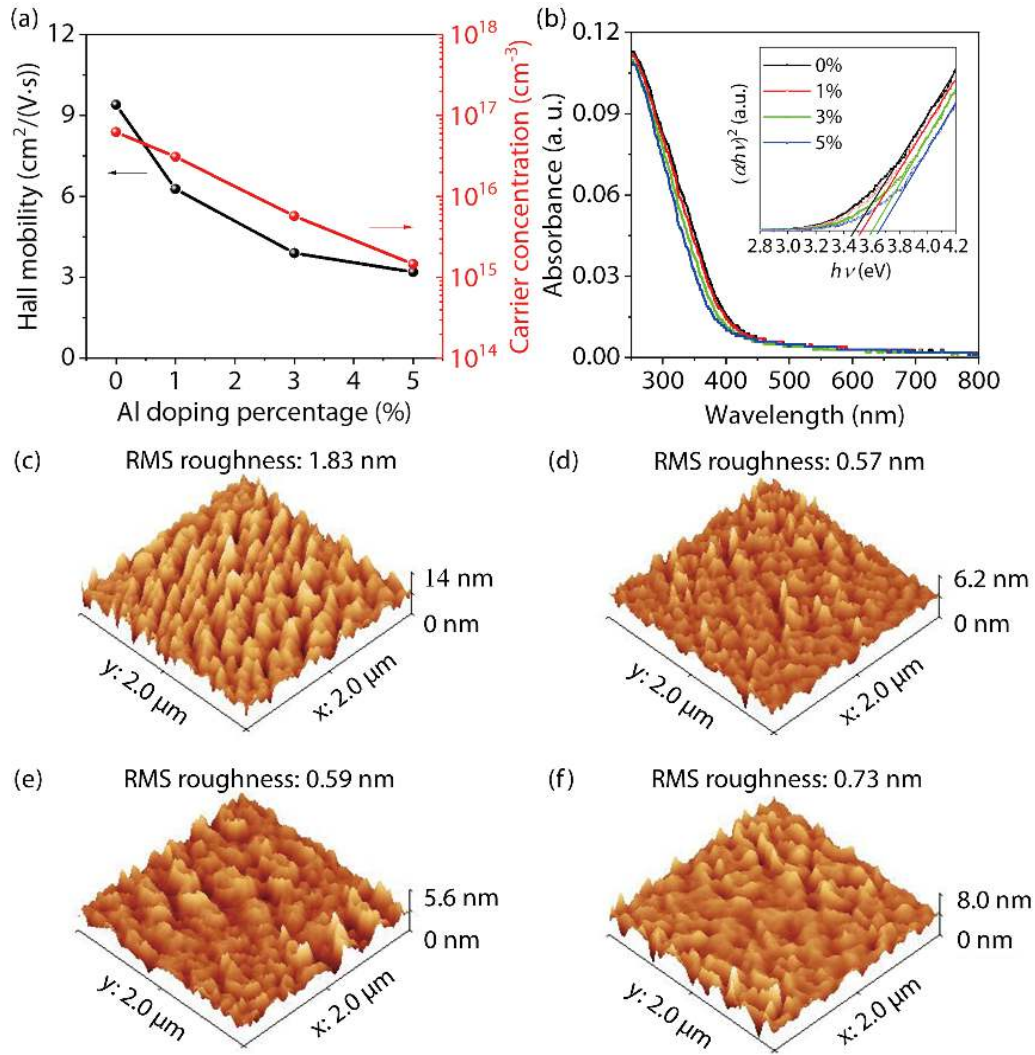 (a)
Hall mobility (cm²/(V·s))
12
9
6
3
0
10¹⁸
10¹⁷
10¹⁶
10¹⁵
10¹⁴
Carrier concentration (cm⁻³)
0 1 2 3 4 5
Al doping percentage (%)
(b)
Absorbance (a. u.)
0.12
0.09
0.06
0.03
0.00
(αhν)² (a.u.)
0%
1%
3%
5%
2.8 3.0 3.2 3.4 3.6 3.8 4.0 4.2
hν (eV)
300 400 500 600 700 800
Wavelength (nm)
(c)
RMS roughness: 1.83 nm
14 nm
0 nm
y: 2.0 μm
x: 2.0 μm
(d)
RMS roughness: 0.57 nm
6.2 nm
0 nm
y: 2.0 μm
x: 2.0 μm
(e)
RMS roughness: 0.59 nm
5.6 nm
0 nm
y: 2.0 μm
x: 2.0 μm
(f)
RMS roughness: 0.73 nm
8.0 nm
0 nm
y: 2.0 μm
x: 2.0 μm